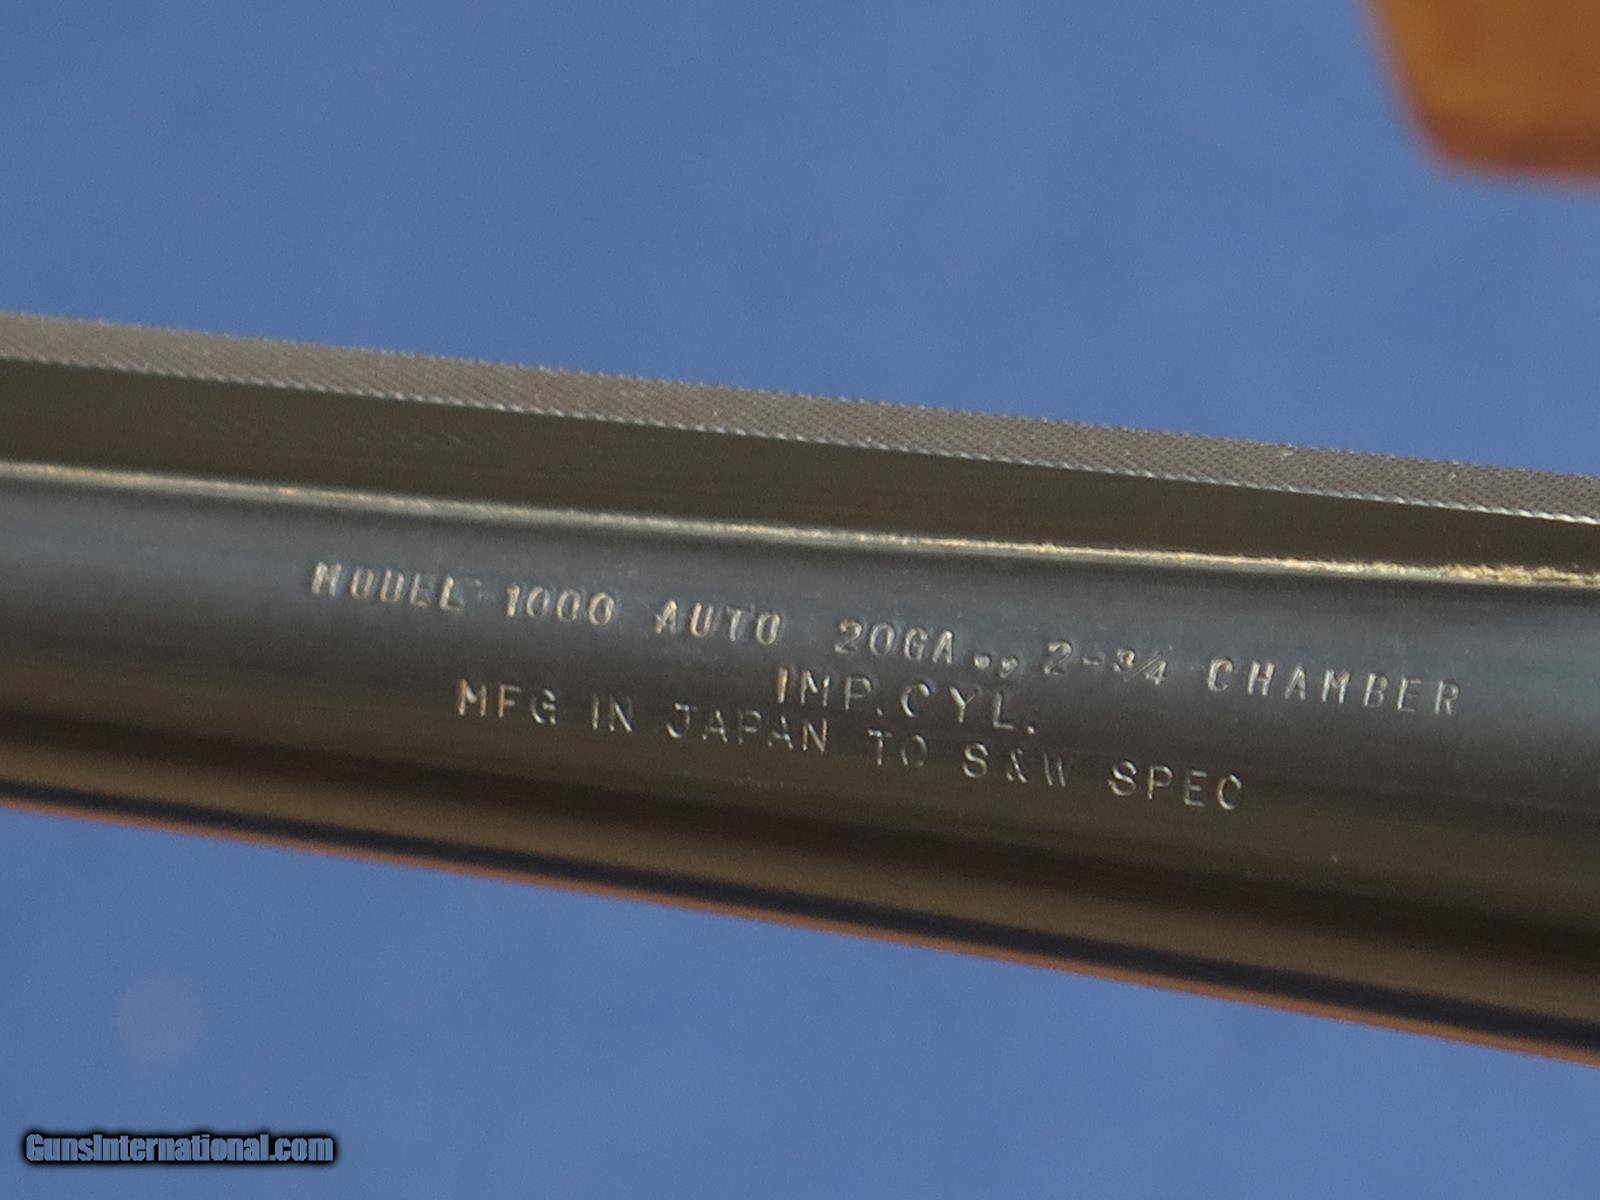 MODEL 1000 AUTO 20GA., 2-3/4 CHAMBER
IMP.CYL.
MFG IN JAPAN TO S&W SPEC
GunsInternational.com